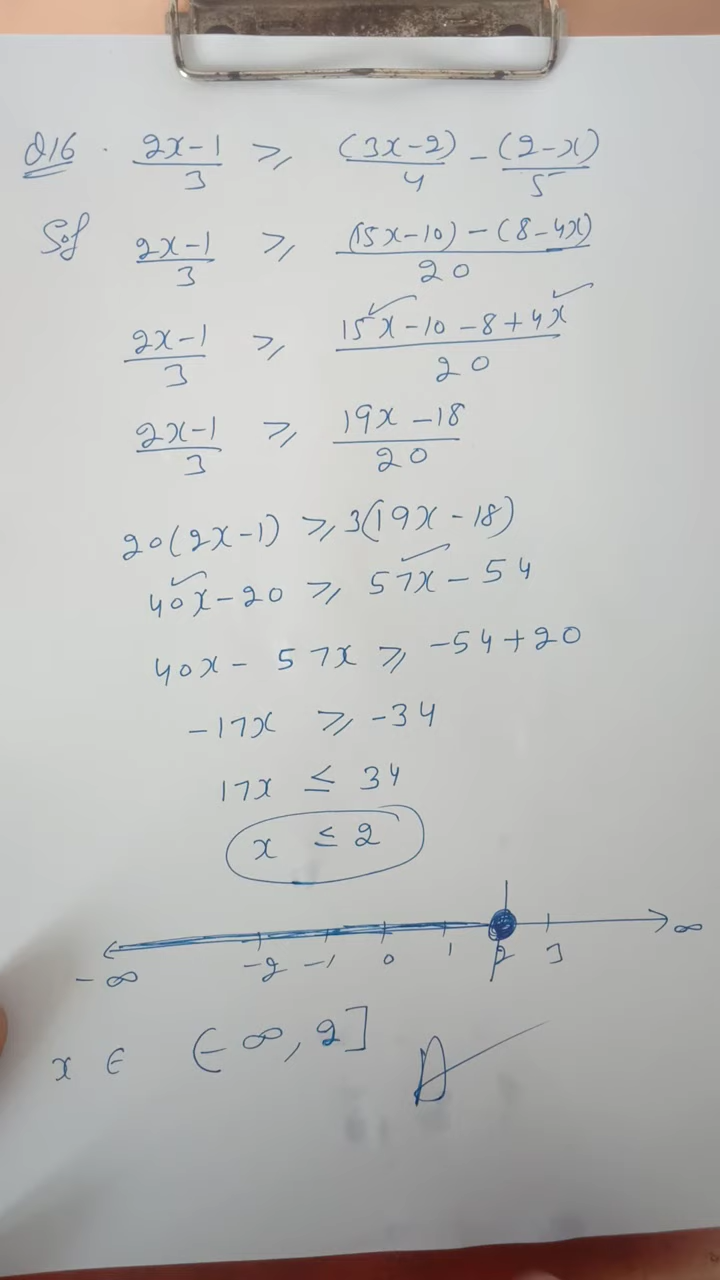 Q16. (2x-1)/3 ≥ (3x-2)/4 - (2-x)/5
Sol (2x-1)/3 ≥ ((15x-10)-(8-4x))/20
(2x-1)/3 ≥ (15x-10-8+4x)/20
(2x-1)/3 ≥ (19x-18)/20
20(2x-1) ≥ 3(19x-18)
40x-20 ≥ 57x-54
40x-57x ≥ -54+20
-17x ≥ -34
17x ≤ 34
x ≤ 2
-∞ -2 -1 0 1 2 3 ∞
x ∈ (-∞, 2]